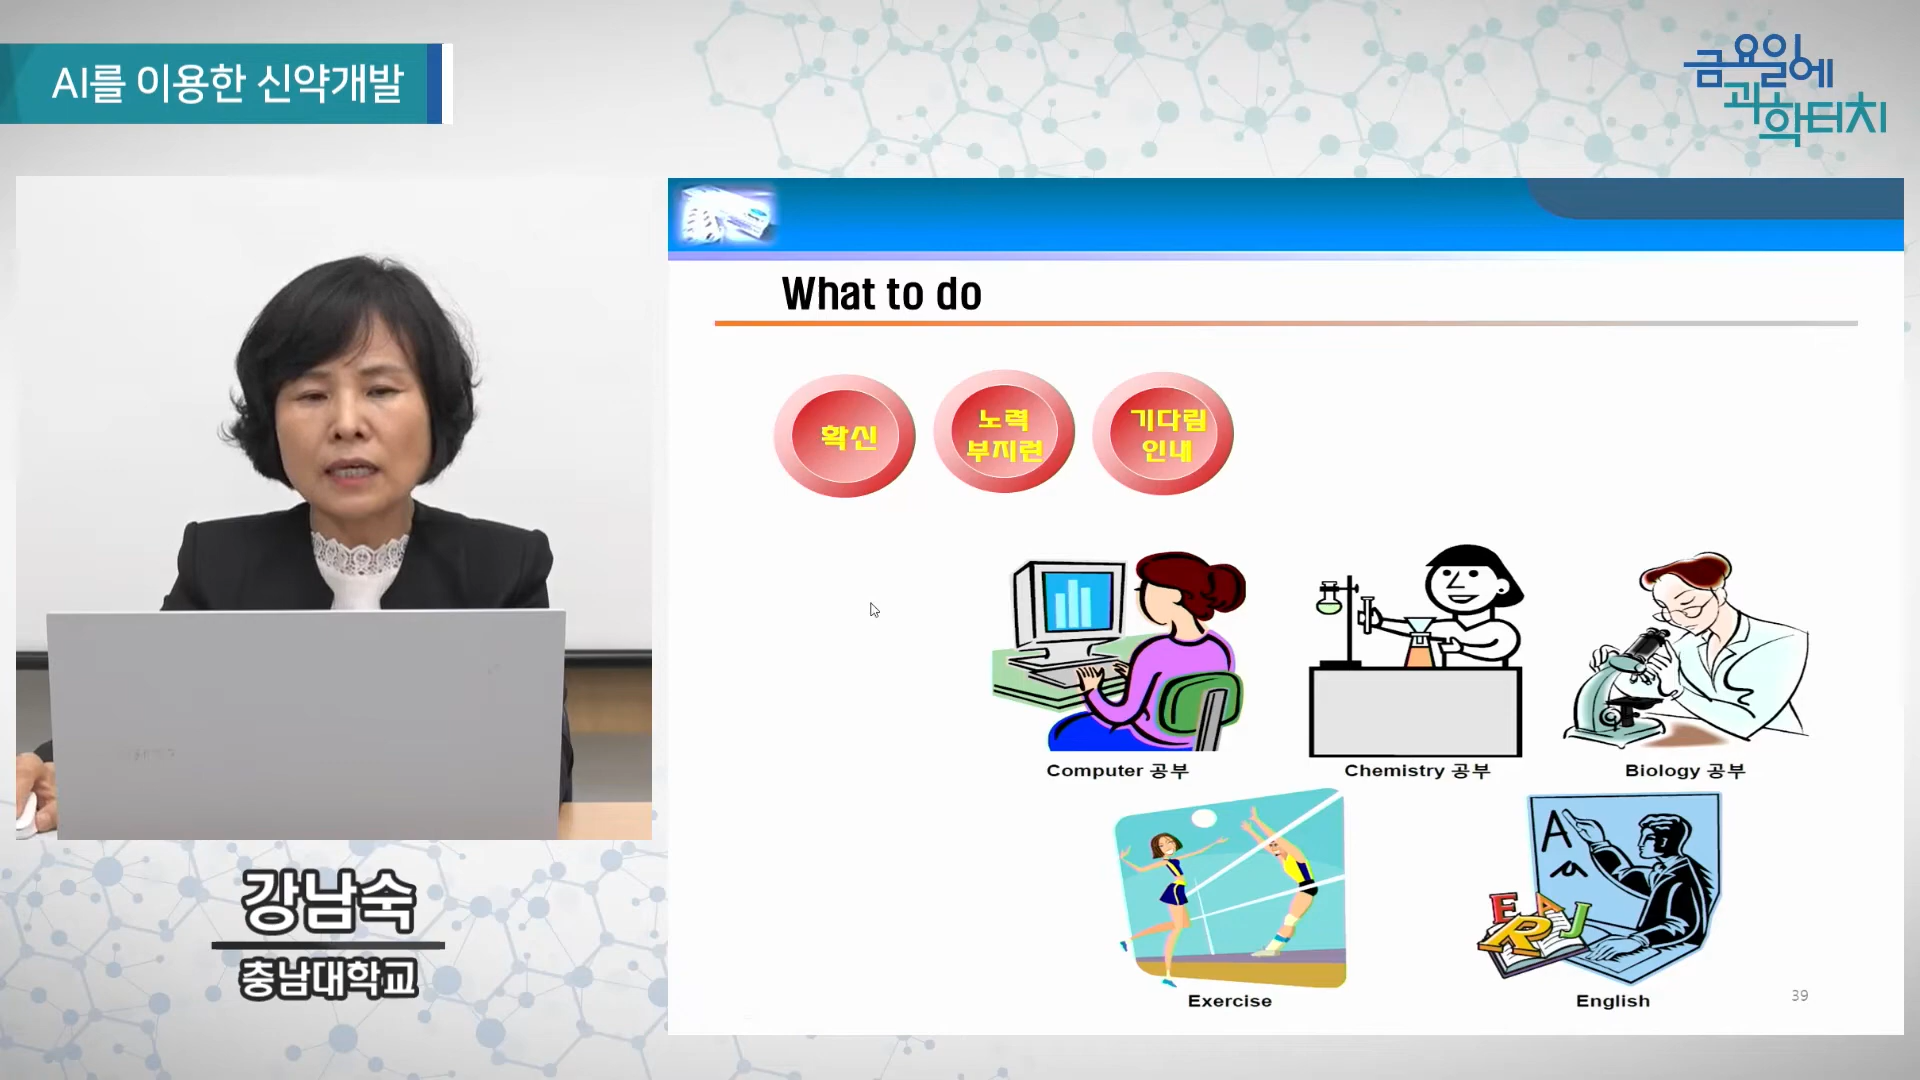 AI를 이용한 신약개발
금요일에
과학터치
What to do
확신
노력
부지런
기다림
인내
Computer 공부
Chemistry 공부
Biology 공부
A
E A J
R
Exercise
English
39
강남숙
충남대학교